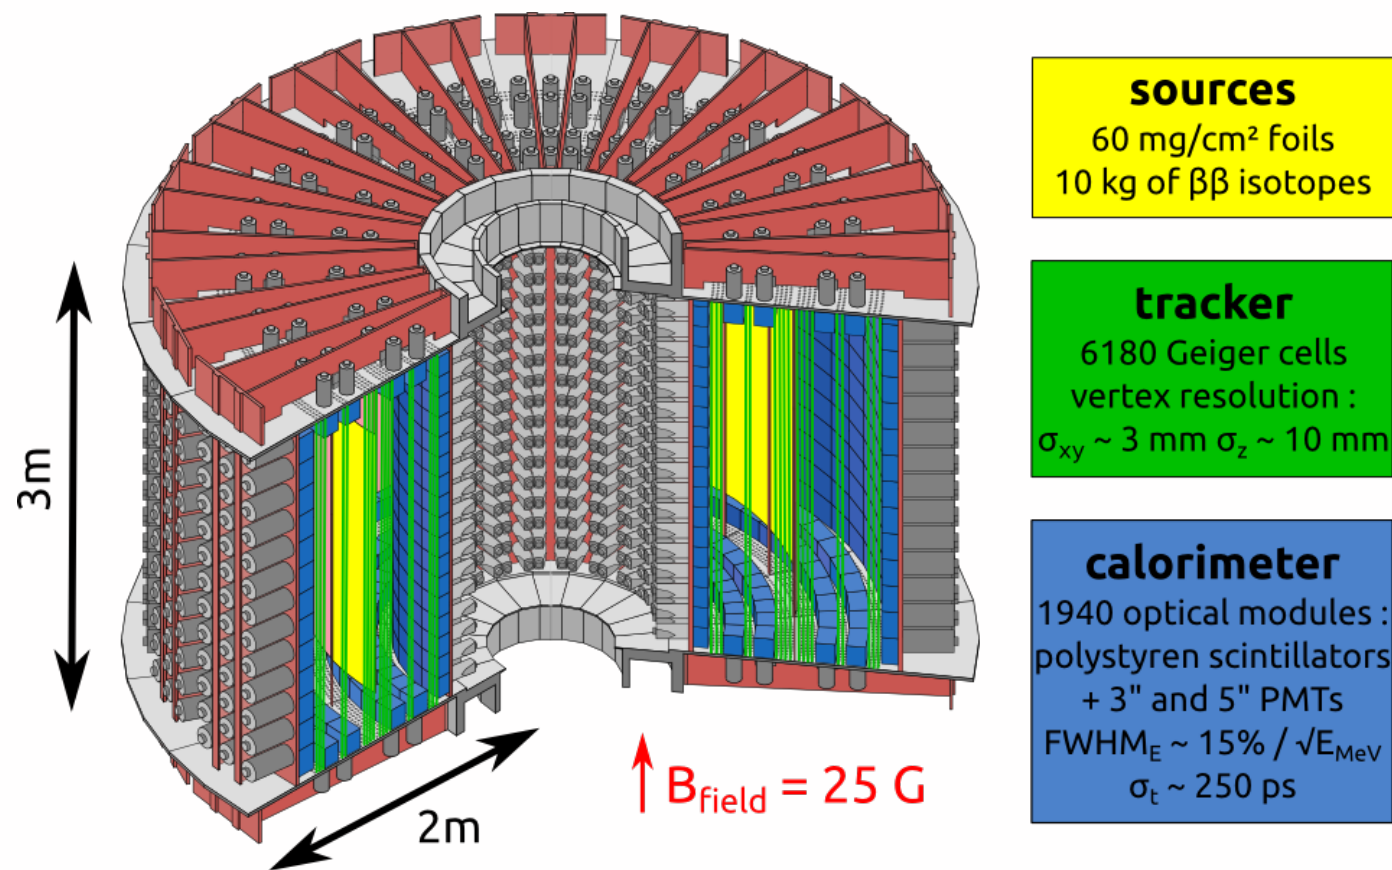 sources
60 mg/cm² foils
10 kg of ββ isotopes
tracker
6180 Geiger cells
vertex resolution :
σxy ~ 3 mm σz ~ 10 mm
calorimeter
1940 optical modules :
polystyren scintillators
+ 3" and 5" PMTs
FWHME ~ 15% / √EMeV
σt ~ 250 ps
3m
2m
Bfield = 25 G